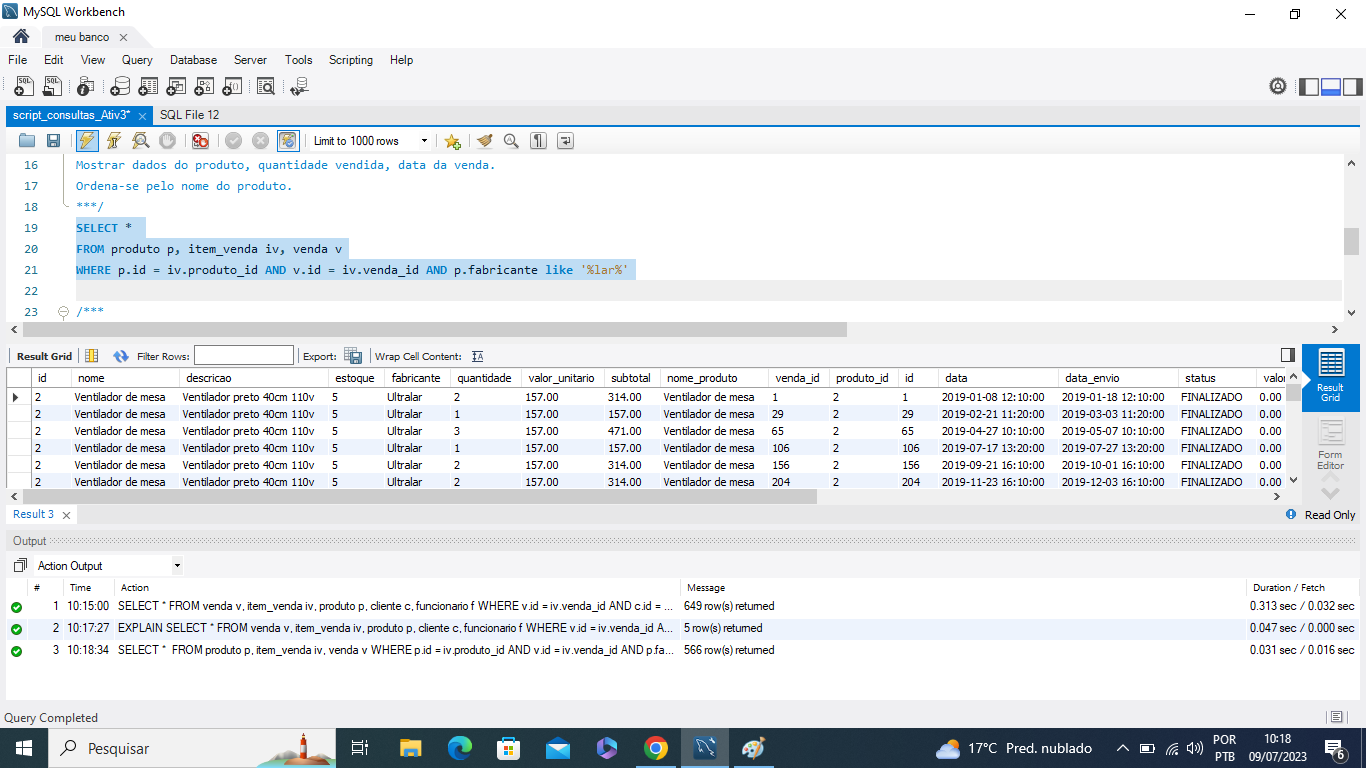 MySQL Workbench
meu banco
File Edit View Query Database Server Tools Scripting Help
script_consultas_Ativ3* SQL File 12
Limit to 1000 rows
16 Mostrar dados do produto, quantidade vendida, data da venda.
17 Ordena-se pelo nome do produto.
18 ***/
19 SELECT *
20 FROM produto p, item_venda iv, venda v
21 WHERE p.id = iv.produto_id AND v.id = iv.venda_id AND p.fabricante like '%lar%'
22
23 /***
Result Grid Filter Rows: Export: Wrap Cell Content:
id nome descricao estoque fabricante quantidade valor_unitario subtotal nome_produto venda_id produto_id id data data_envio status valor
2 Ventilador de mesa Ventilador preto 40cm 110v 5 Ultralar 2 157.00 314.00 Ventilador de mesa 1 2 1 2019-01-08 12:10:00 2019-01-18 12:10:00 FINALIZADO 0.00
2 Ventilador de mesa Ventilador preto 40cm 110v 5 Ultralar 1 157.00 157.00 Ventilador de mesa 29 2 29 2019-02-21 11:20:00 2019-03-03 11:20:00 FINALIZADO 0.00
2 Ventilador de mesa Ventilador preto 40cm 110v 5 Ultralar 3 157.00 471.00 Ventilador de mesa 65 2 65 2019-04-27 10:10:00 2019-05-07 10:10:00 FINALIZADO 0.00
2 Ventilador de mesa Ventilador preto 40cm 110v 5 Ultralar 1 157.00 157.00 Ventilador de mesa 106 2 106 2019-07-17 13:20:00 2019-07-27 13:20:00 FINALIZADO 0.00
2 Ventilador de mesa Ventilador preto 40cm 110v 5 Ultralar 2 157.00 314.00 Ventilador de mesa 156 2 156 2019-09-21 16:10:00 2019-10-01 16:10:00 FINALIZADO 0.00
2 Ventilador de mesa Ventilador preto 40cm 110v 5 Ultralar 2 157.00 314.00 Ventilador de mesa 204 2 204 2019-11-23 16:10:00 2019-12-03 16:10:00 FINALIZADO 0.00
Result Grid
Form Editor
Result 3 Read Only
Output
Action Output
# Time Action Message Duration / Fetch
1 10:15:00 SELECT * FROM venda v, item_venda iv, produto p, cliente c, funcionario f WHERE v.id = iv.venda_id AND c.id = ... 649 row(s) returned 0.313 sec / 0.032 sec
2 10:17:27 EXPLAIN SELECT * FROM venda v, item_venda iv, produto p, cliente c, funcionario f WHERE v.id = iv.venda_id A... 5 row(s) returned 0.047 sec / 0.000 sec
3 10:18:34 SELECT * FROM produto p, item_venda iv, venda v WHERE p.id = iv.produto_id AND v.id = iv.venda_id AND p.fa... 566 row(s) returned 0.031 sec / 0.016 sec
Query Completed
Pesquisar
17°C Pred. nublado
POR
PTB
10:18
09/07/2023
6